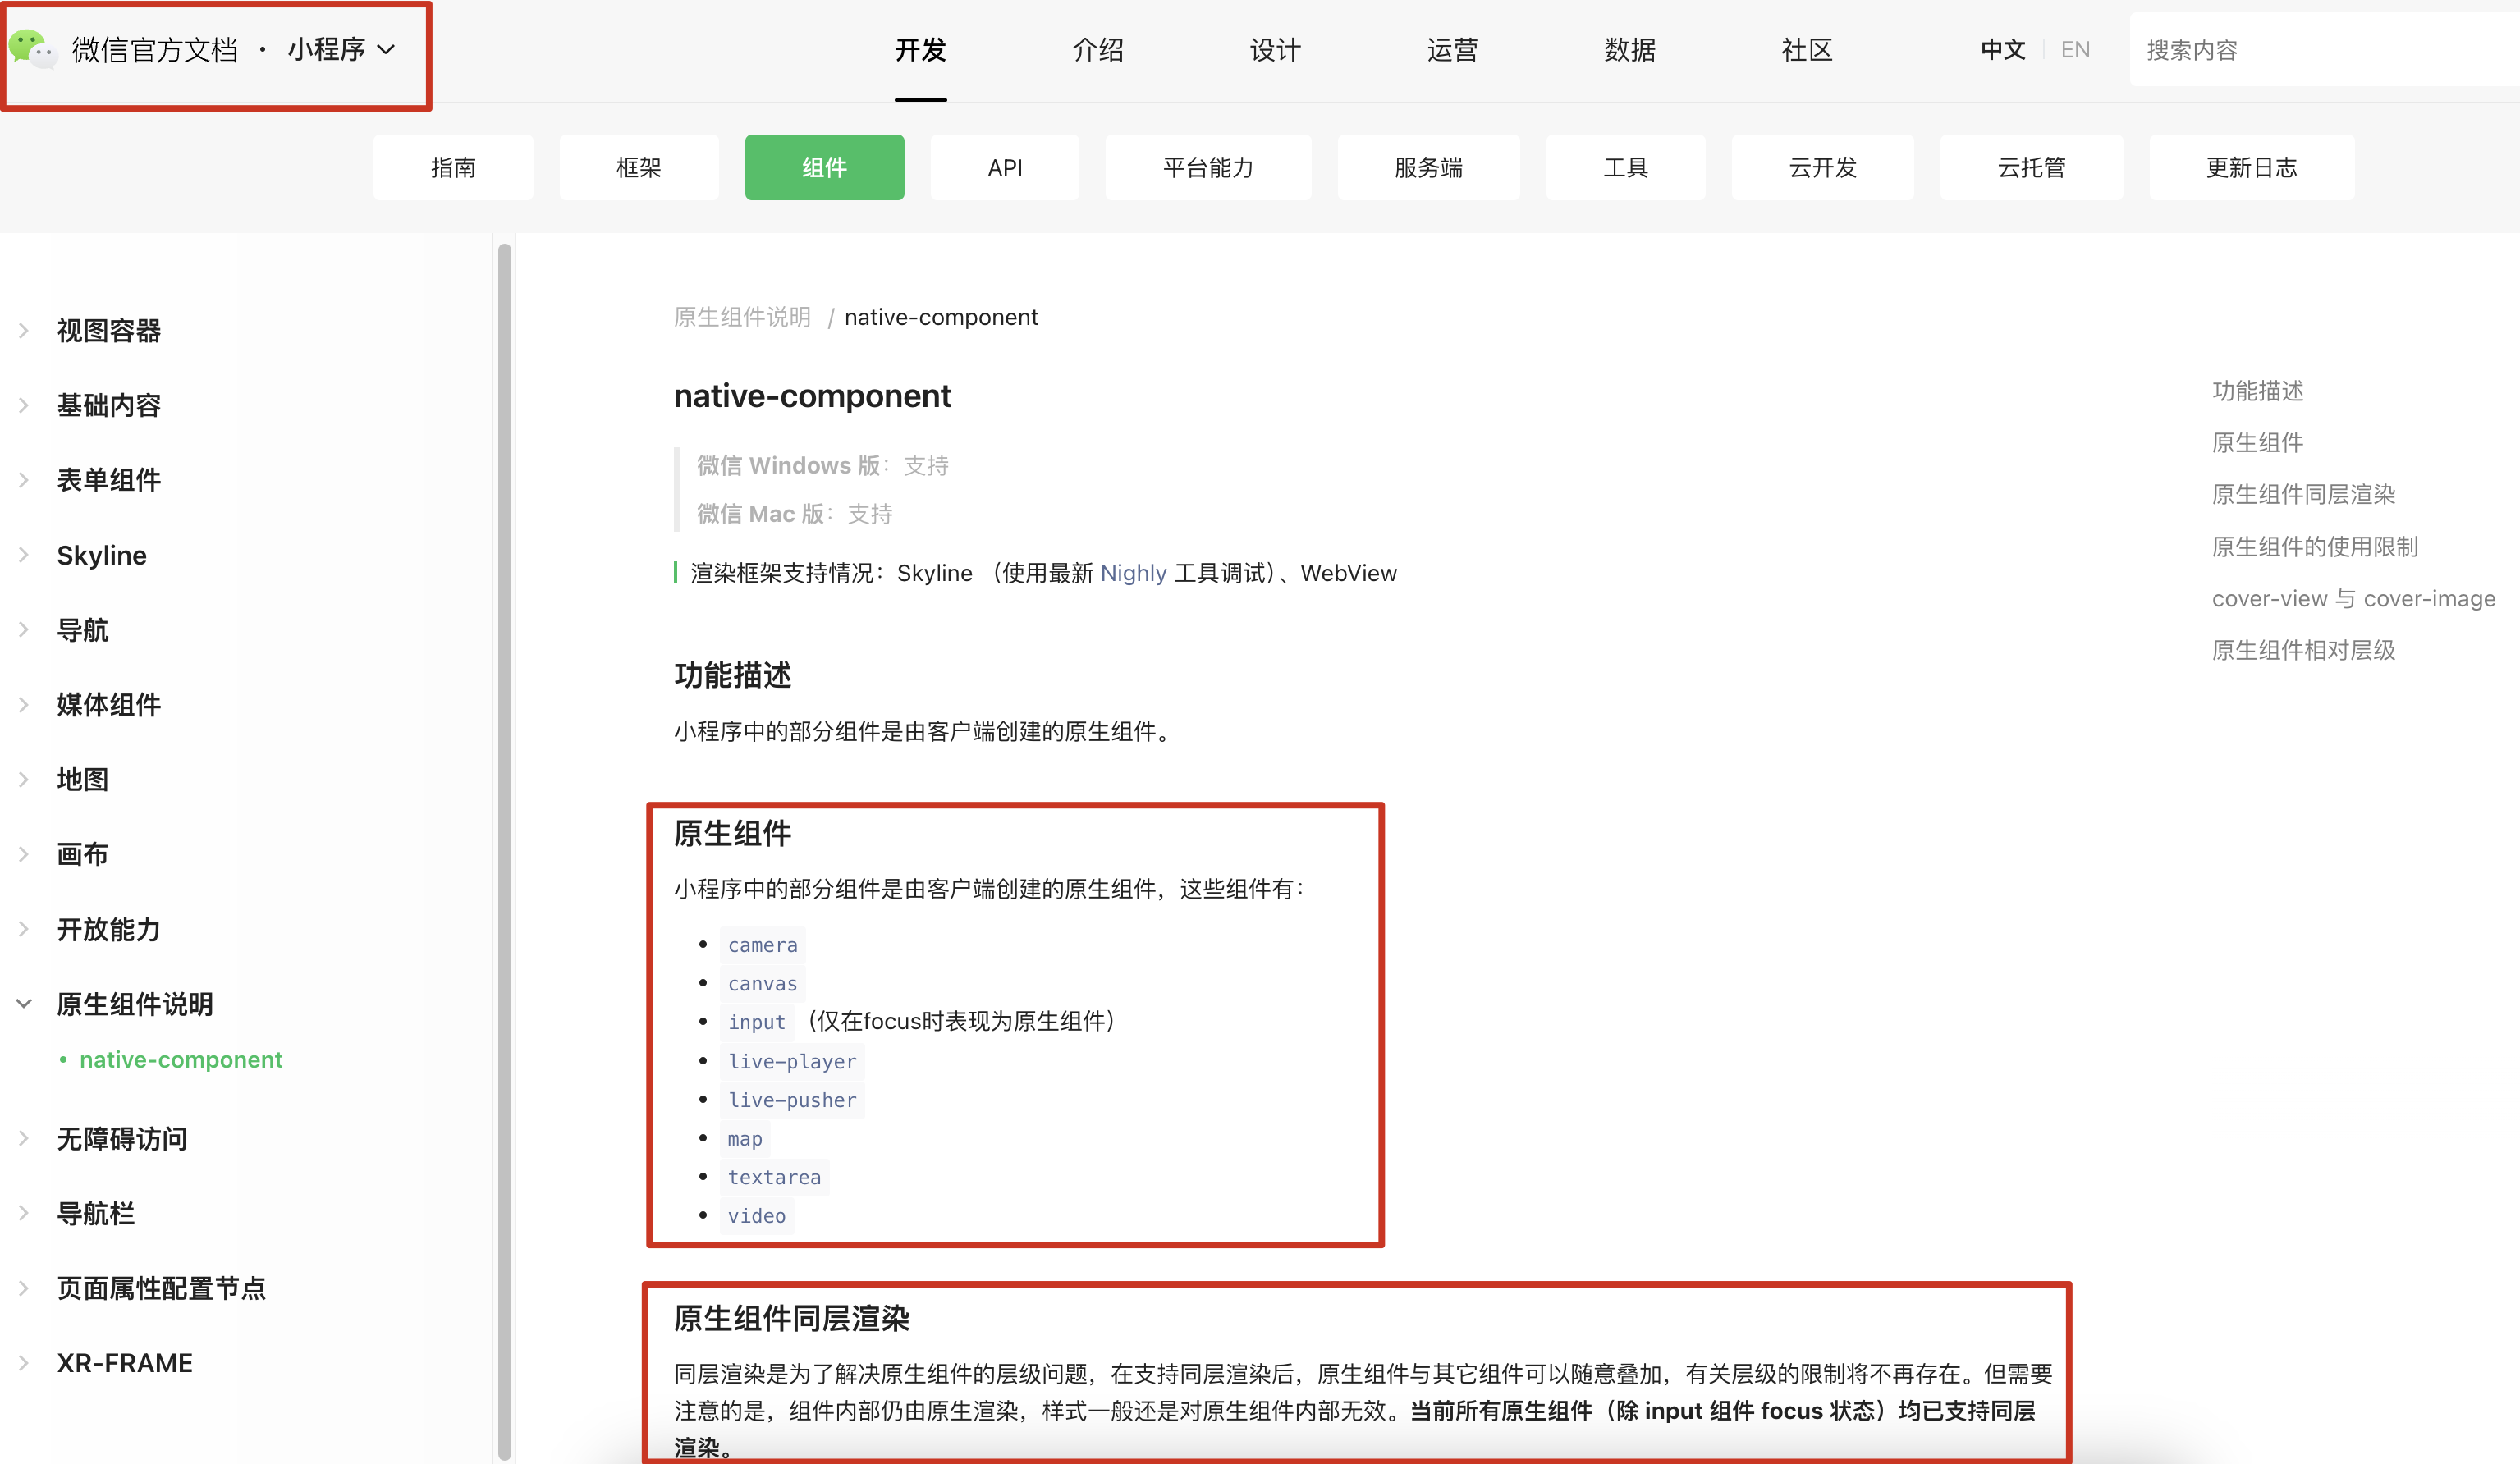 微信官方文档 · 小程序
开发 介绍 设计 运营 数据 社区 中文 EN 搜索内容
指南 框架 组件 API 平台能力 服务端 工具 云开发 云托管 更新日志
视图容器
基础内容
表单组件
Skyline
导航
媒体组件
地图
画布
开放能力
原生组件说明
• native-component
无障碍访问
导航栏
页面属性配置节点
XR-FRAME
原生组件说明 / native-component
native-component
微信 Windows 版：支持
微信 Mac 版：支持
渲染框架支持情况：Skyline （使用最新 Nighly 工具调试）、WebView
功能描述
小程序中的部分组件是由客户端创建的原生组件。
原生组件
小程序中的部分组件是由客户端创建的原生组件，这些组件有：
• camera
• canvas
• input （仅在focus时表现为原生组件）
• live-player
• live-pusher
• map
• textarea
• video
原生组件同层渲染
同层渲染是为了解决原生组件的层级问题，在支持同层渲染后，原生组件与其它组件可以随意叠加，有关层级的限制将不再存在。但需要
注意的是，组件内部仍由原生渲染，样式一般还是对原生组件内部无效。当前所有原生组件（除 input 组件 focus 状态）均已支持同层
渲染。
功能描述
原生组件
原生组件同层渲染
原生组件的使用限制
cover-view 与 cover-image
原生组件相对层级